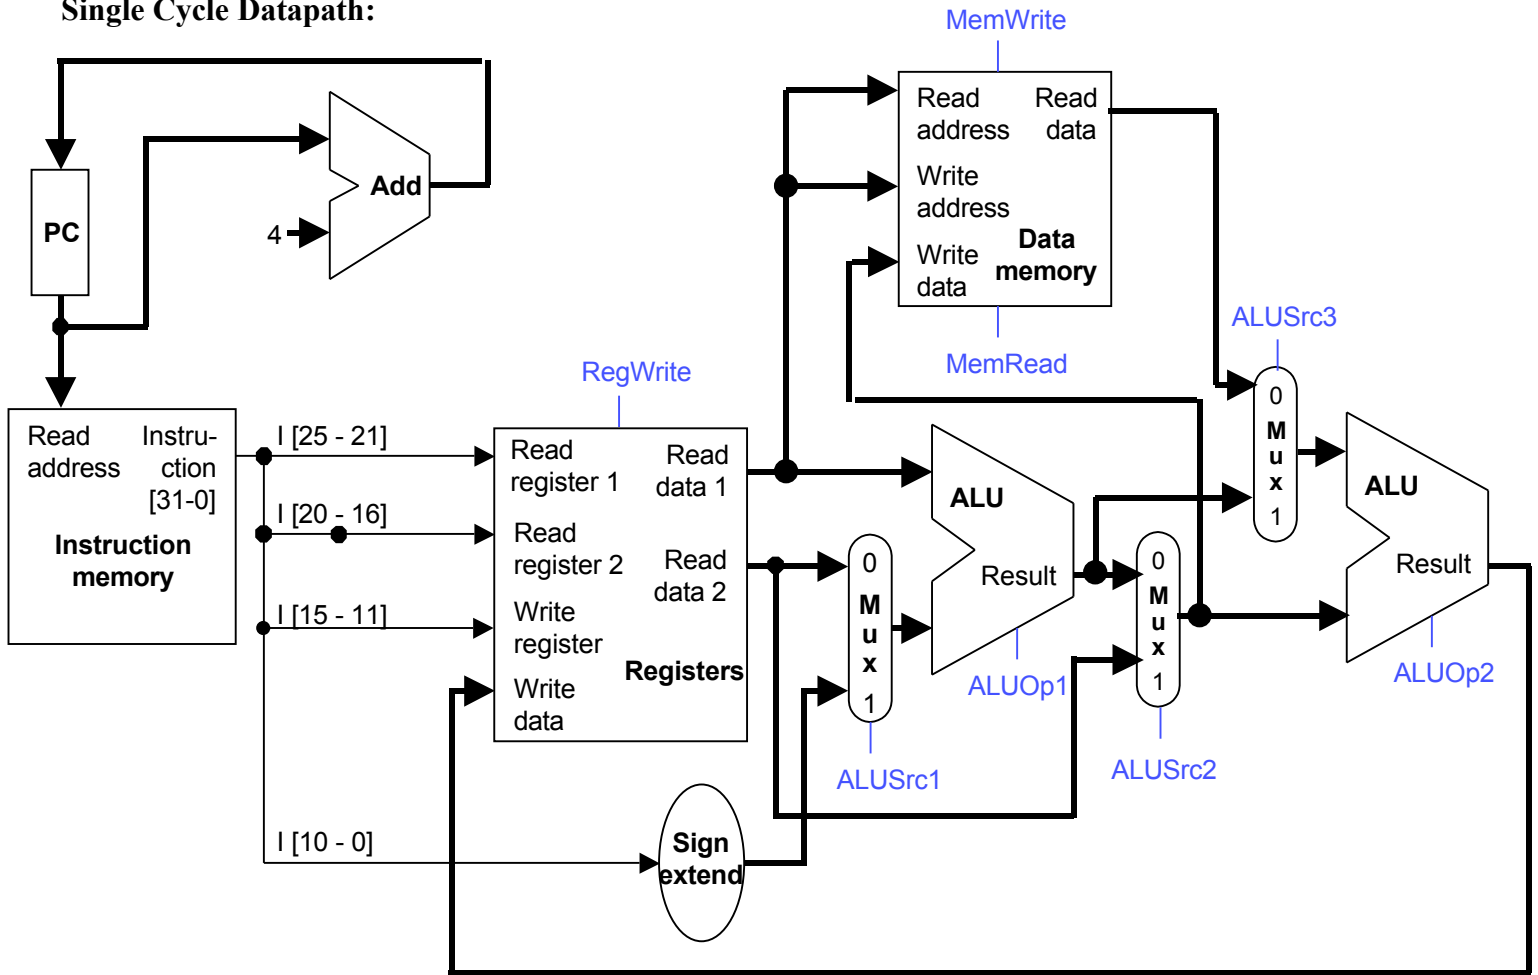 Single Cycle Datapath:
MemWrite
Read
address
Read
data
Write
address
Write
data
Data
memory
MemRead
Add
4
PC
ALUSrc3
0
M
u
x
1
RegWrite
Read
address
Instru-
ction
[31-0]
Instruction
memory
I [25 - 21]
I [20 - 16]
I [15 - 11]
I [10 - 0]
Read
register 1
Read
data 1
Read
register 2
Read
data 2
Write
register
Registers
Write
data
0
M
u
x
1
ALUSrc1
ALU
Result
ALUOp1
0
M
u
x
1
ALUSrc2
ALU
Result
ALUOp2
Sign
extend